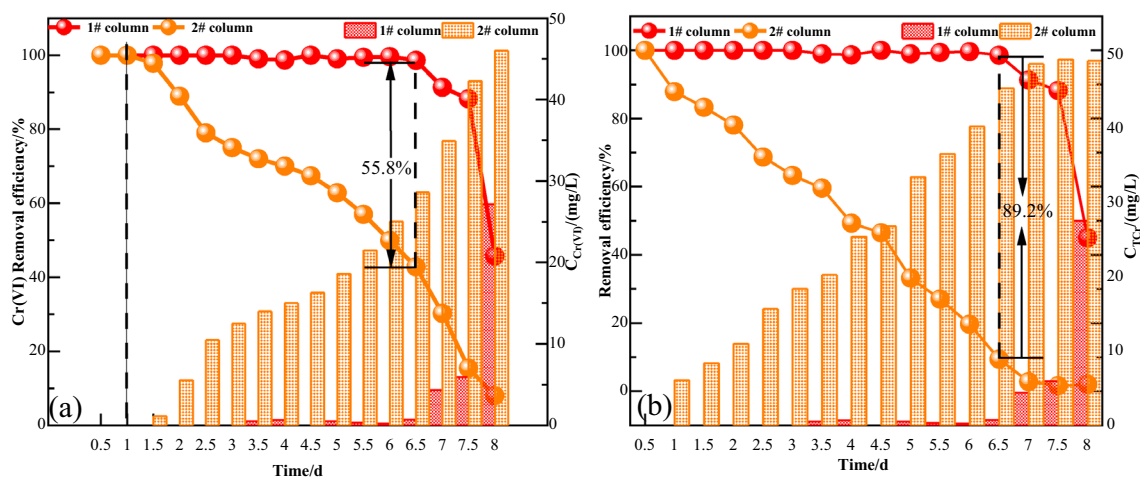 1# column 2# column 1# column 2# column
Cr(VI) Removal efficiency/%
100
80
60
40
20
0
50
40
30
20
10
0
C_Cr(VI)/(mg/L)
55.8%
(a)
0.5 1 1.5 2 2.5 3 3.5 4 4.5 5 5.5 6 6.5 7 7.5 8
Time/d
1# column 2# column 1# column 2# column
Removal efficiency/%
100
80
60
40
20
0
50
40
30
20
10
0
C_TCr/(mg/L)
89.2%
(b)
0.5 1 1.5 2 2.5 3 3.5 4 4.5 5 5.5 6 6.5 7 7.5 8
Time/d